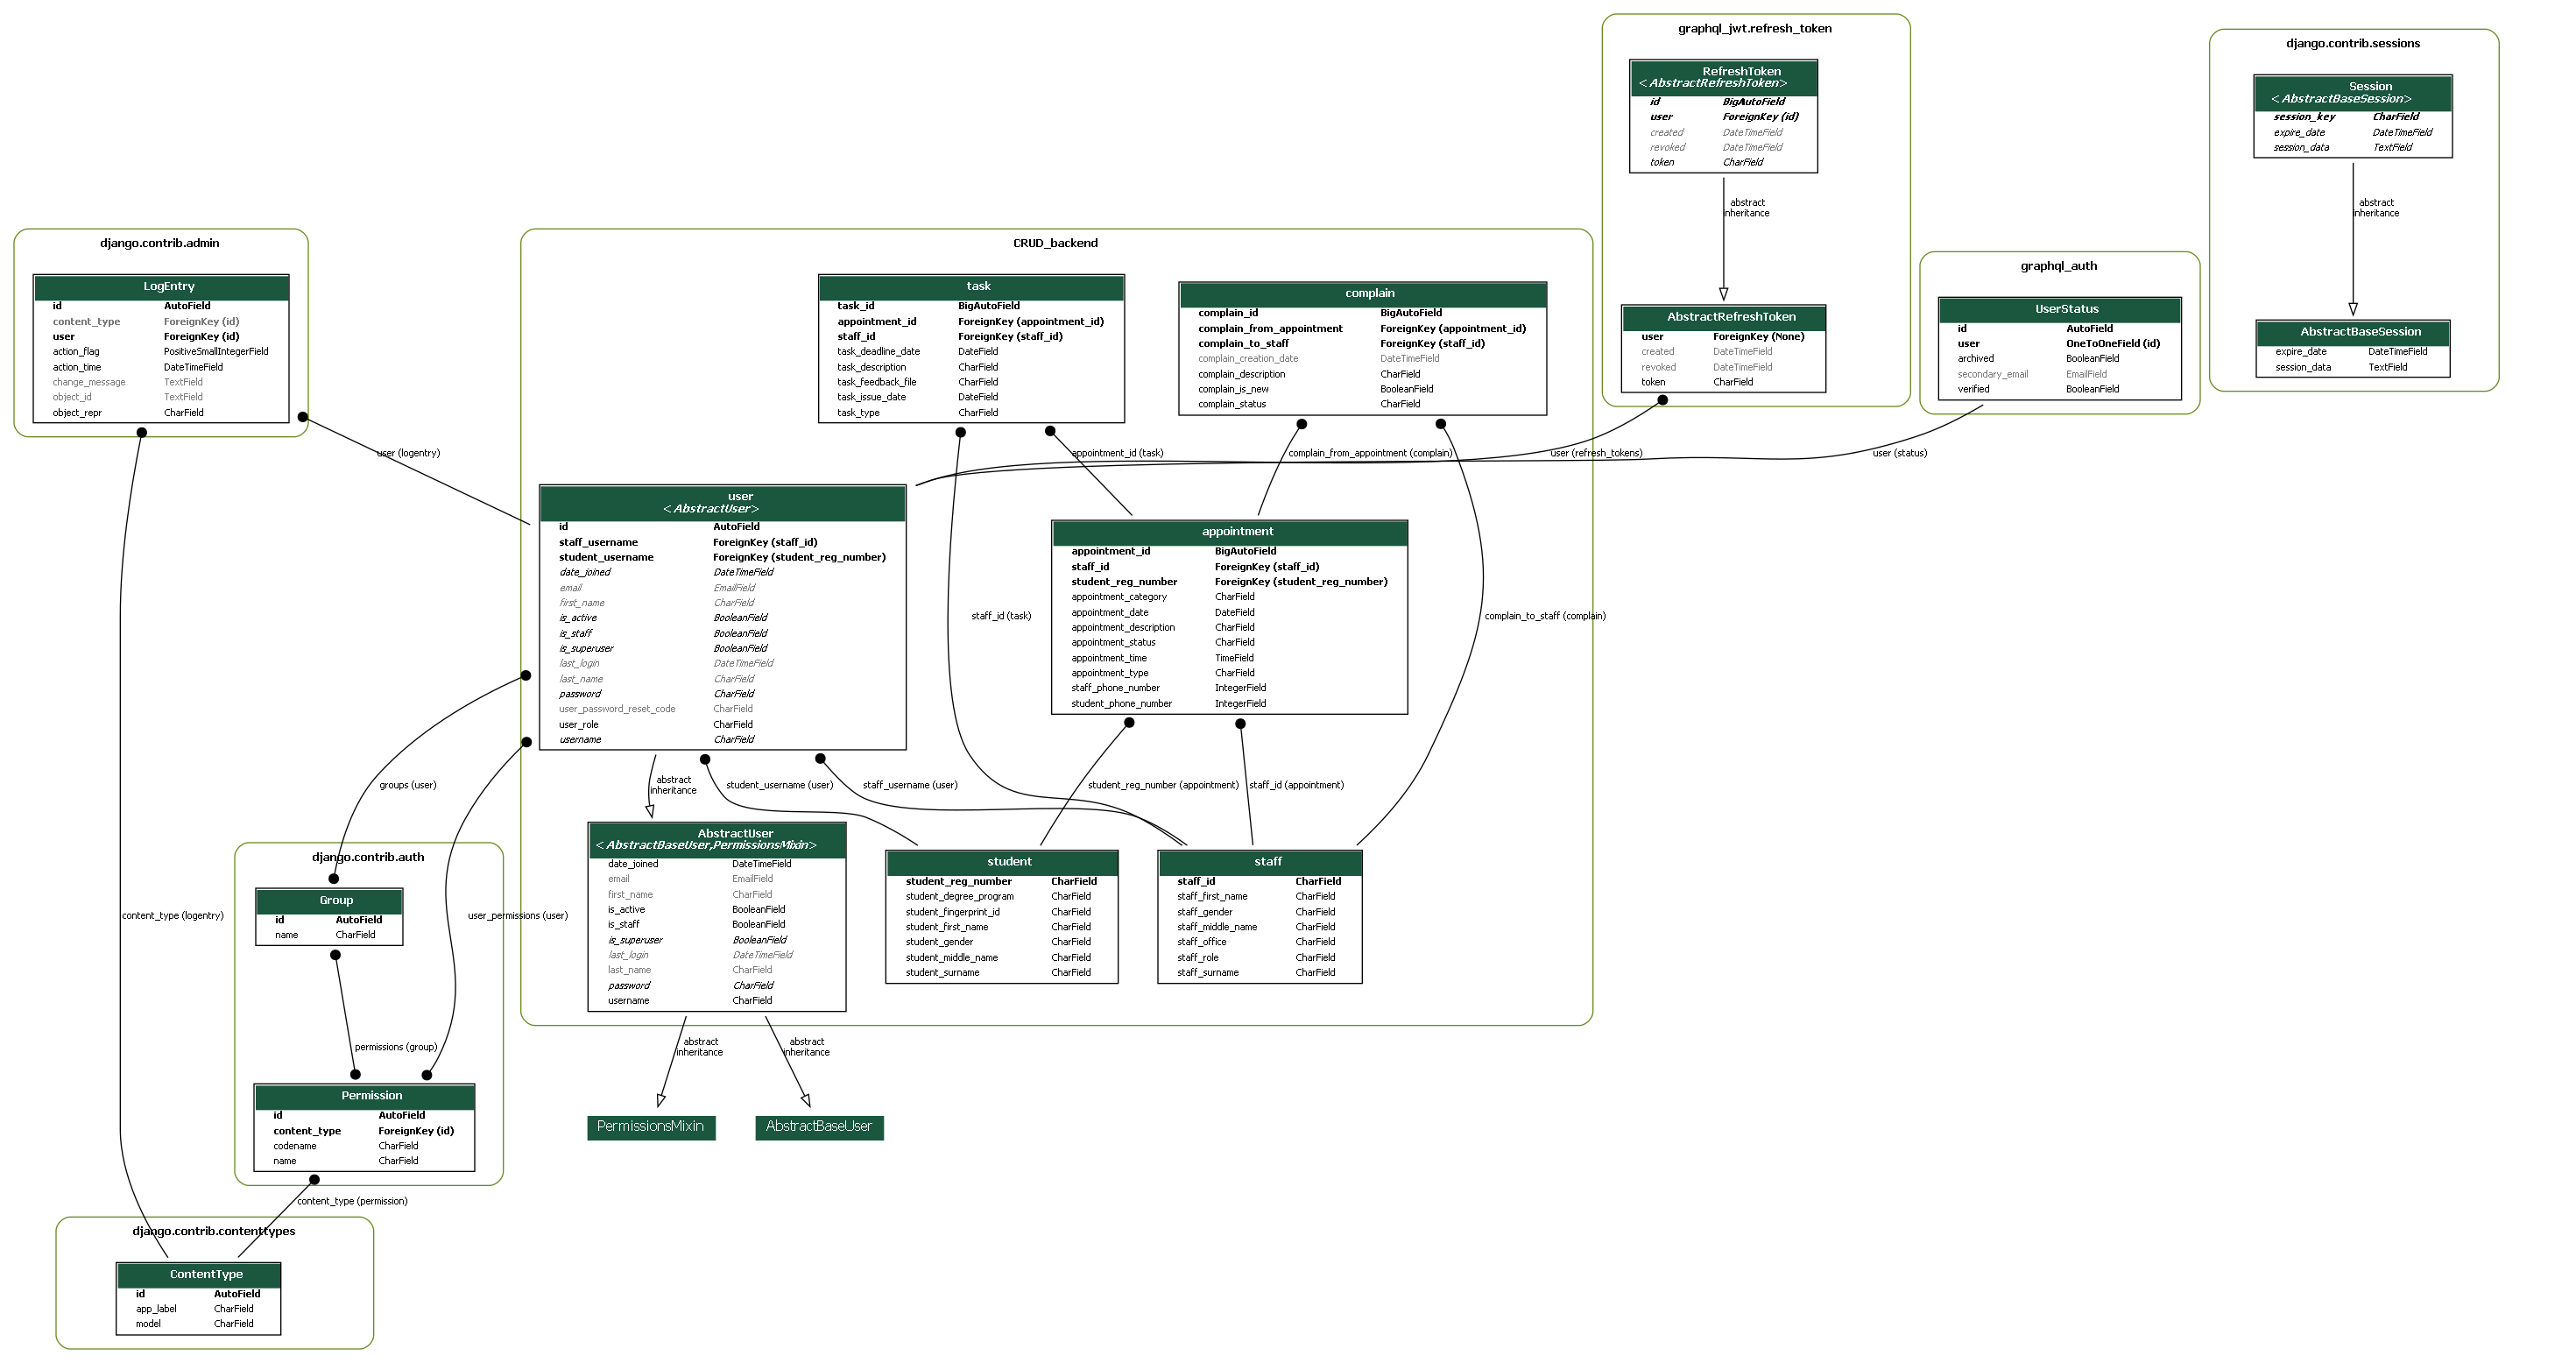 graphql_jwt.refresh_token
RefreshToken
<AbstractRefreshToken>
id BigAutoField
user ForeignKey (id)
created DateTimeField
revoked DateTimeField
token CharField
abstract
inheritance
AbstractRefreshToken
user ForeignKey (None)
created DateTimeField
revoked DateTimeField
token CharField
django.contrib.sessions
Session
<AbstractBaseSession>
session_key CharField
expire_date DateTimeField
session_data TextField
abstract
inheritance
AbstractBaseSession
expire_date DateTimeField
session_data TextField
graphql_auth
UserStatus
id AutoField
user OneToOneField (id)
archived BooleanField
secondary_email EmailField
verified BooleanField
django.contrib.admin
LogEntry
id AutoField
content_type ForeignKey (id)
user ForeignKey (id)
action_flag PositiveSmallIntegerField
action_time DateTimeField
change_message TextField
object_id TextField
object_repr CharField
CRUD_backend
task
task_id BigAutoField
appointment_id ForeignKey (appointment_id)
staff_id ForeignKey (staff_id)
task_deadline_date DateField
task_description CharField
task_feedback_file CharField
task_issue_date DateField
task_type CharField
complain
complain_id BigAutoField
complain_from_appointment ForeignKey (appointment_id)
complain_to_staff ForeignKey (staff_id)
complain_creation_date DateTimeField
complain_description CharField
complain_is_new BooleanField
complain_status CharField
user (logentry)
appointment_id (task)
complain_from_appointment (complain)
user (refresh_tokens)
user (status)
user
<AbstractUser>
id AutoField
staff_username ForeignKey (staff_id)
student_username ForeignKey (student_reg_number)
date_joined DateTimeField
email EmailField
first_name CharField
is_active BooleanField
is_staff BooleanField
is_superuser BooleanField
last_login DateTimeField
last_name CharField
password CharField
user_password_reset_code CharField
user_role CharField
username CharField
appointment
appointment_id BigAutoField
staff_id ForeignKey (staff_id)
student_reg_number ForeignKey (student_reg_number)
appointment_category CharField
appointment_date DateField
appointment_description CharField
appointment_status CharField
appointment_time TimeField
appointment_type CharField
staff_phone_number IntegerField
student_phone_number IntegerField
staff_id (task)
complain_to_staff (complain)
groups (user)
abstract
inheritance
student_username (user)
staff_username (user)
student_reg_number (appointment)
staff_id (appointment)
AbstractUser
<AbstractBaseUser,PermissionsMixin>
date_joined DateTimeField
email EmailField
first_name CharField
is_active BooleanField
is_staff BooleanField
is_superuser BooleanField
last_login DateTimeField
last_name CharField
password CharField
username CharField
student
student_reg_number CharField
student_degree_program CharField
student_fingerprint_id CharField
student_first_name CharField
student_gender CharField
student_middle_name CharField
student_surname CharField
staff
staff_id CharField
staff_first_name CharField
staff_gender CharField
staff_middle_name CharField
staff_office CharField
staff_role CharField
staff_surname CharField
django.contrib.auth
Group
id AutoField
name CharField
content_type (logentry)
user_permissions (user)
permissions (group)
abstract
inheritance
abstract
inheritance
Permission
id AutoField
content_type ForeignKey (id)
codename CharField
name CharField
PermissionsMixin
AbstractBaseUser
content_type (permission)
django.contrib.contenttypes
ContentType
id AutoField
app_label CharField
model CharField